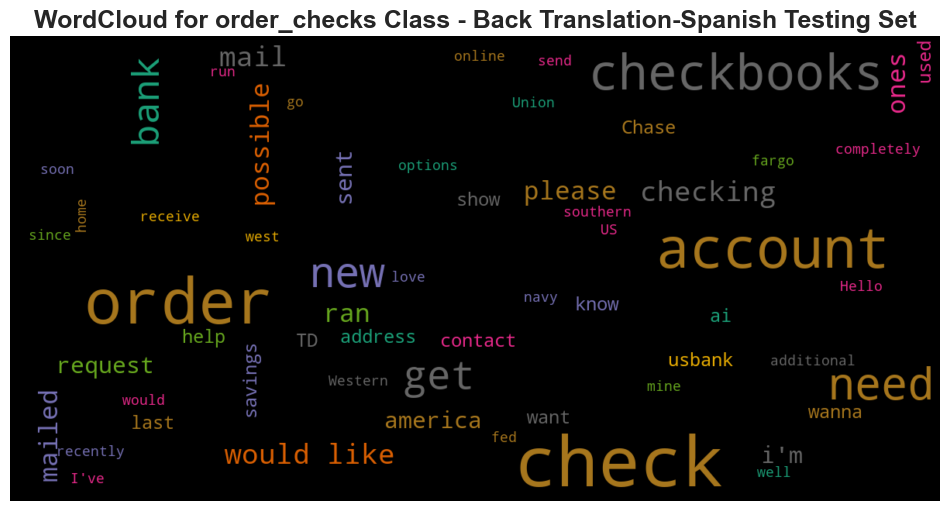 WordCloud for order_checks Class - Back Translation-Spanish Testing Set
mail
run
bank
possible
go
online
send
checkbooks
ones
used
Union
Chase
completely
soon
sent
options
fargo
show
please
checking
home
receive
southern
since
west
US
account
order
new
love
Hello
navy
know
ran
ai
help
TD
address
contact
request
savings
Western
get
usbank
additional
mine
need
mailed
would
last
america
want
wanna
fed
recently
would like
check
i'm
well
I've